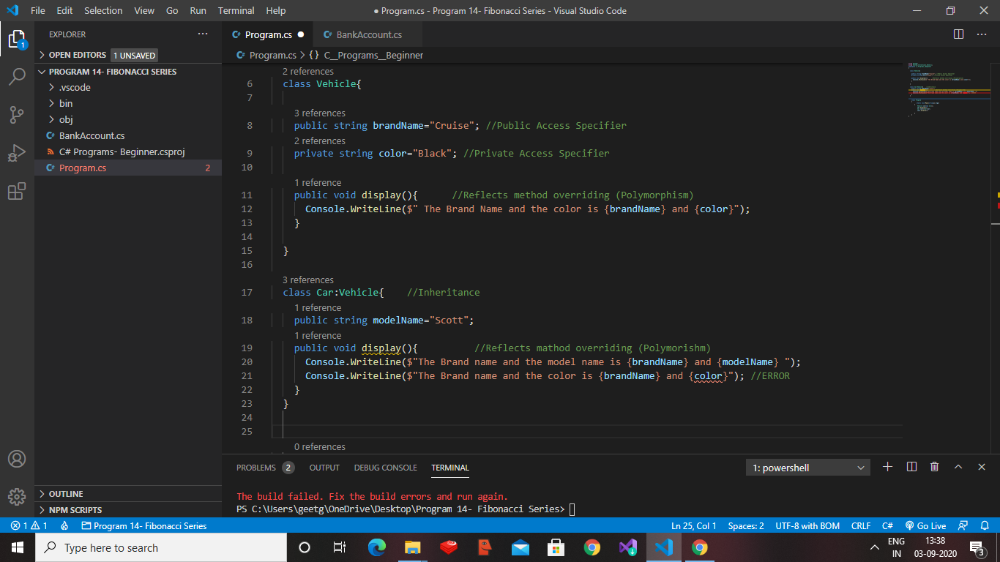 File Edit Selection View Go Run Terminal Help
● Program.cs - Program 14- Fibonacci Series - Visual Studio Code
EXPLORER
1
OPEN EDITORS 1 UNSAVED
PROGRAM 14- FIBONACCI SERIES
.vscode
bin
obj
BankAccount.cs
C# Programs- Beginner.csproj
Program.cs 2
OUTLINE
NPM SCRIPTS
Program.cs ●
BankAccount.cs
Program.cs > {} C__Programs__Beginner
2 references
6 class Vehicle{
7
3 references
8 public string brandName="Cruise"; //Public Access Specifier
2 references
9 private string color="Black"; //Private Access Specifier
10
1 reference
11 public void display(){ //Reflects method overriding (Polymorphism)
12 Console.WriteLine($" The Brand Name and the color is {brandName} and {color}");
13 }
14
15 }
16
3 references
17 class Car:Vehicle{ //Inheritance
1 reference
18 public string modelName="Scott";
1 reference
19 public void display(){ //Reflects mathod overriding (Polymorishm)
20 Console.WriteLine($"The Brand name and the model name is {brandName} and {modelName} ");
21 Console.WriteLine($"The Brand name and the color is {brandName} and {color}"); //ERROR
22 }
23 }
24
25
0 references
PROBLEMS 2 OUTPUT DEBUG CONSOLE TERMINAL
1: powershell
The build failed. Fix the build errors and run again.
PS C:\Users\geetg\OneDrive\Desktop\Program 14- Fibonacci Series>
1 1 Program 14- Fibonacci Series
Ln 25, Col 1 Spaces: 2 UTF-8 with BOM CRLF C# Go Live
Type here to search
ENG
IN
13:38
03-09-2020
3